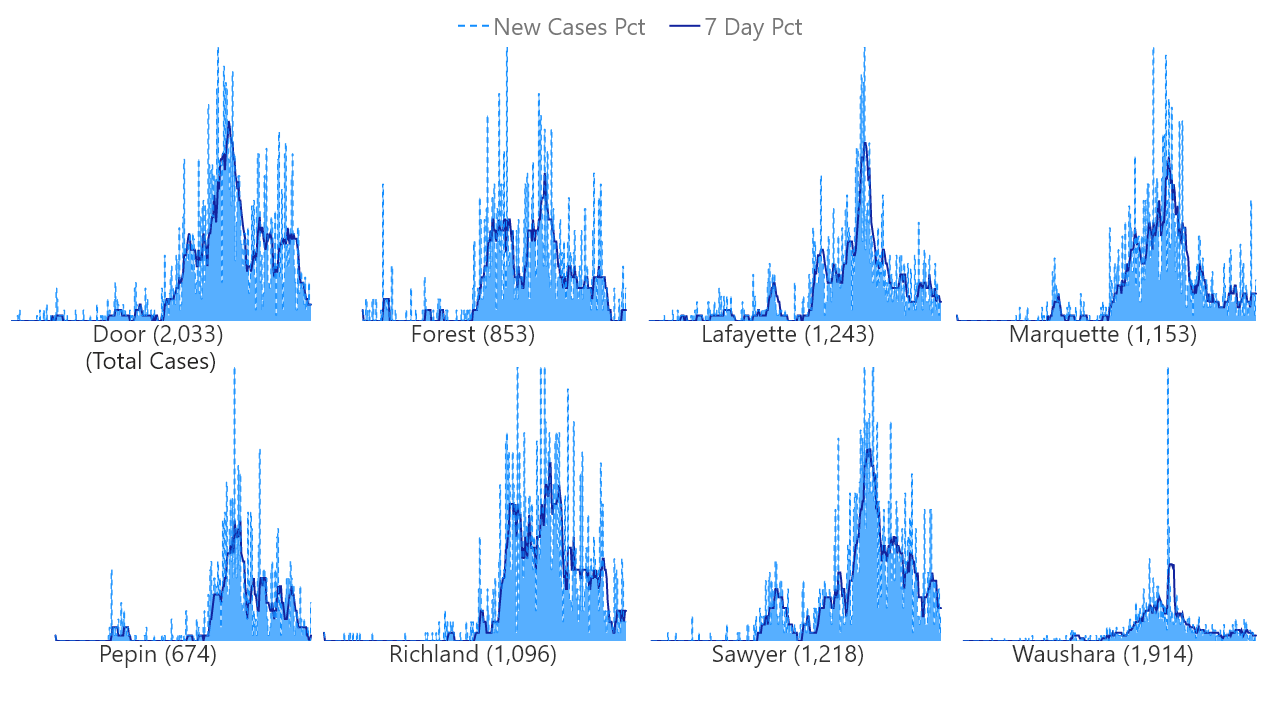 New Cases Pct 7 Day Pct
Door (2,033) Forest (853) Lafayette (1,243) Marquette (1,153)
(Total Cases)
Pepin (674) Richland (1,096) Sawyer (1,218) Waushara (1,914)